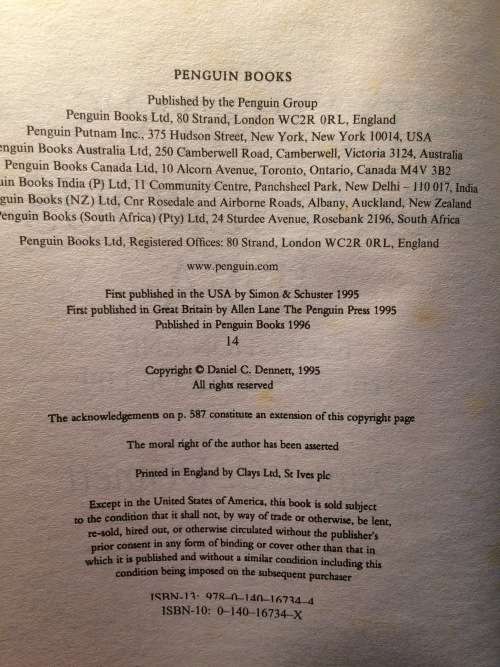 PENGUIN BOOKS
Published by the Penguin Group
Penguin Books Ltd, 80 Strand, London WC2R 0RL, England
Penguin Putnam Inc., 375 Hudson Street, New York, New York 10014, USA
enguin Books Australia Ltd, 250 Camberwell Road, Camberwell, Victoria 3124, Australia
Penguin Books Canada Ltd, 10 Alcorn Avenue, Toronto, Ontario, Canada M4V 3B2
uin Books India (P) Ltd, 11 Community Centre, Panchsheel Park, New Delhi – 110 017, India
guin Books (NZ) Ltd, Cnr Rosedale and Airborne Roads, Albany, Auckland, New Zealand
Penguin Books (South Africa) (Pty) Ltd, 24 Sturdee Avenue, Rosebank 2196, South Africa
Penguin Books Ltd, Registered Offices: 80 Strand, London WC2R 0RL, England
www.penguin.com
First published in the USA by Simon & Schuster 1995
First published in Great Britain by Allen Lane The Penguin Press 1995
Published in Penguin Books 1996
14
Copyright © Daniel C. Dennett, 1995
All rights reserved
The acknowledgements on p. 587 constitute an extension of this copyright page
The moral right of the author has been asserted
Printed in England by Clays Ltd, St Ives plc
Except in the United States of America, this book is sold subject
to the condition that it shall not, by way of trade or otherwise, be lent,
re-sold, hired out, or otherwise circulated without the publisher's
prior consent in any form of binding or cover other than that in
which it is published and without a similar condition including this
condition being imposed on the subsequent purchaser
ISBN-13: 978-0-140-16734-4
ISBN-10: 0-140-16734-X